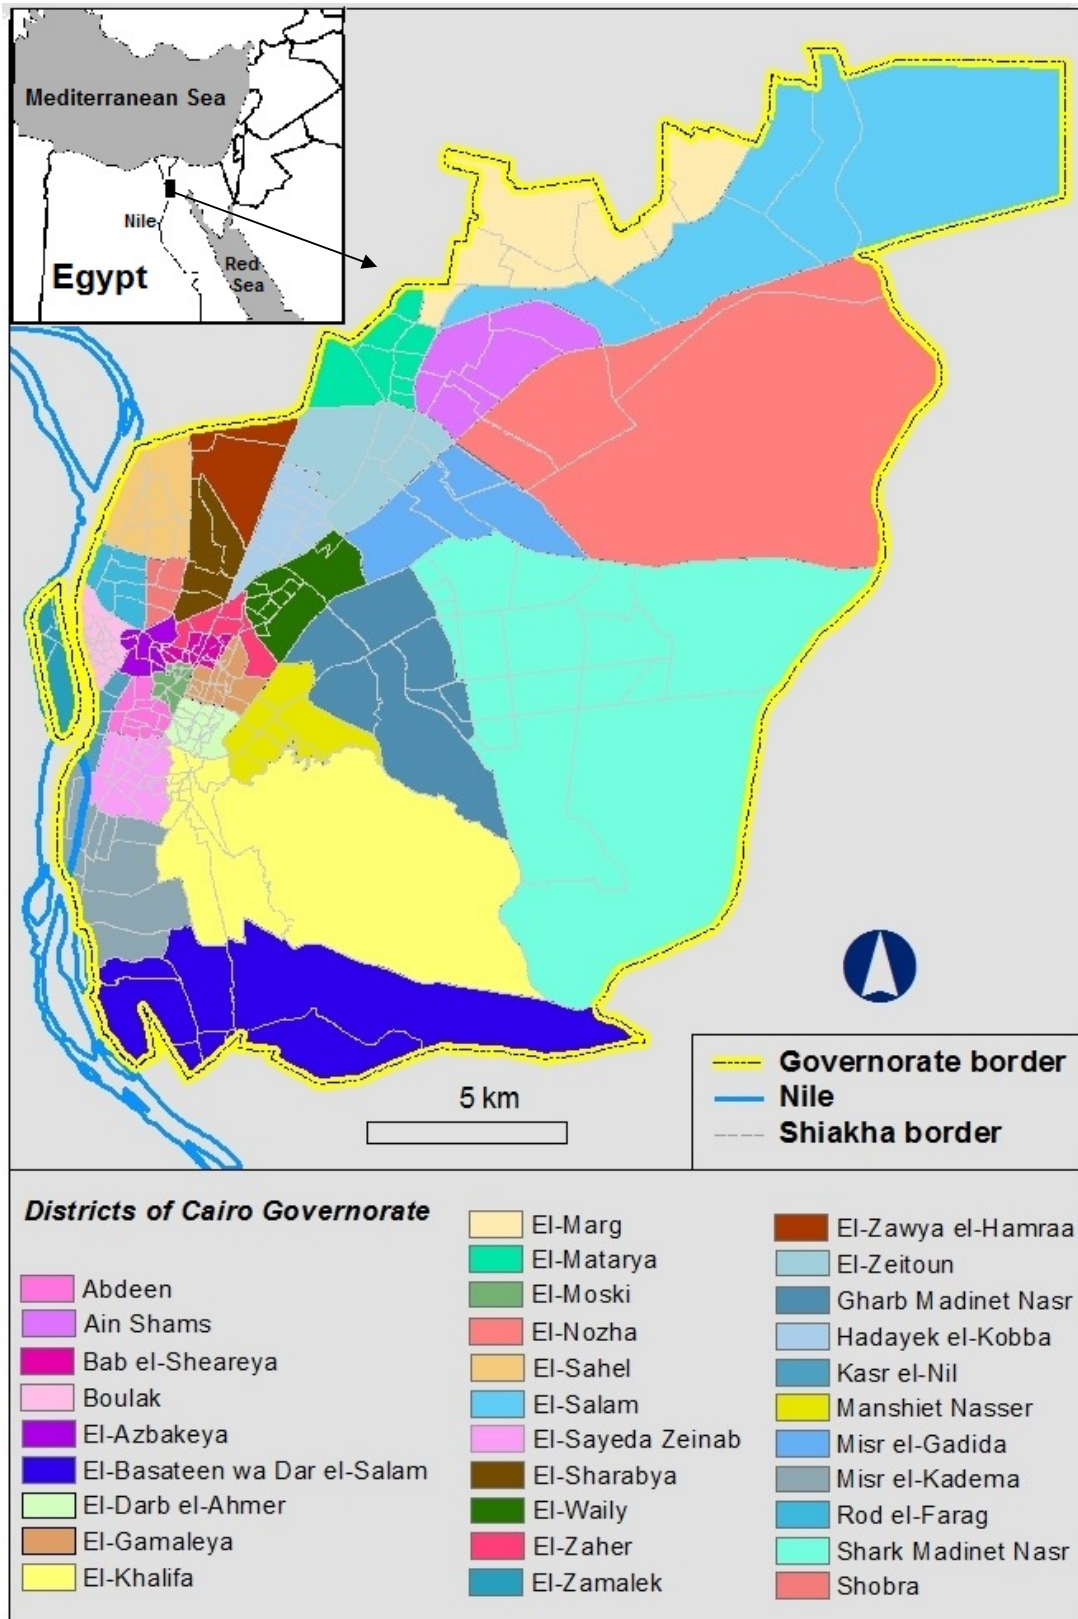 Mediterranean Sea
Nile
Red
Sea
Egypt
5 km
Governorate border
Nile
Shiakha border
Districts of Cairo Governorate
Abdeen
Ain Shams
Bab el-Sheareya
Boulak
El-Azbakeya
El-Basateen wa Dar el-Salam
El-Darb el-Ahmer
El-Gamaleya
El-Khalifa
El-Marg
El-Matarya
El-Moski
El-Nozha
El-Sahel
El-Salam
El-Sayeda Zeinab
El-Sharabya
El-Waily
El-Zaher
El-Zamalek
El-Zawya el-Hamraa
El-Zeitoun
Gharb Madinet Nasr
Hadayek el-Kobba
Kasr el-Nil
Manshiet Nasser
Misr el-Gadida
Misr el-Kadema
Rod el-Farag
Shark Madinet Nasr
Shobra